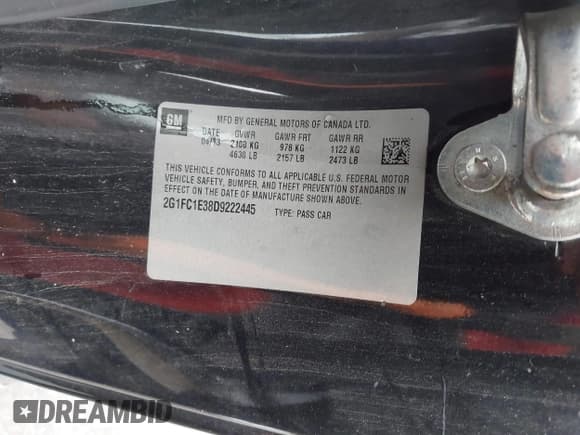 GM
MFD BY GENERAL MOTORS OF CANADA LTD.
DATE GVWR GAWR FRT GAWR RR
04/13 2100 KG 978 KG 1122 KG
4630 LB 2157 LB 2473 LB
THIS VEHICLE CONFORMS TO ALL APPLICABLE U.S. FEDERAL MOTOR
VEHICLE SAFETY, BUMPER, AND THEFT PREVENTION STANDARDS IN
EFFECT ON THE DATE OF MANUFACTURE SHOWN ABOVE.
2G1FC1E38D9222445 TYPE: PASS CAR
DREAMBID